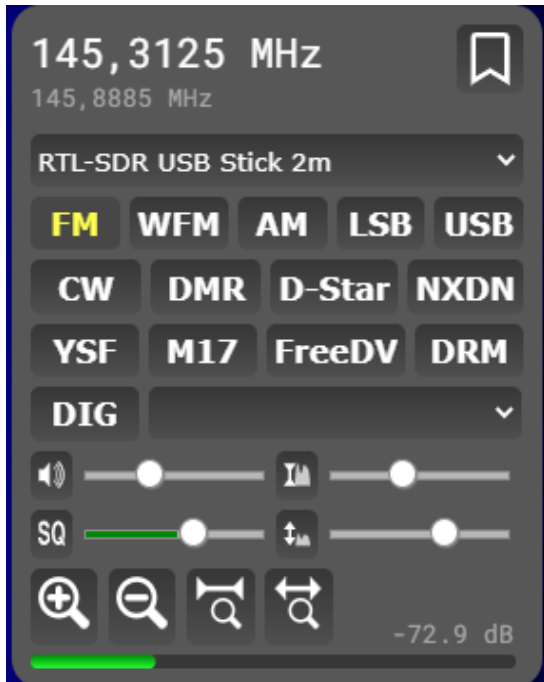 145,3125 MHz
145,8885 MHz
RTL-SDR USB Stick 2m
FM WFM AM LSB USB
CW DMR D-Star NXDN
YSF M17 FreeDV DRM
DIG
SQ
-72.9 dB